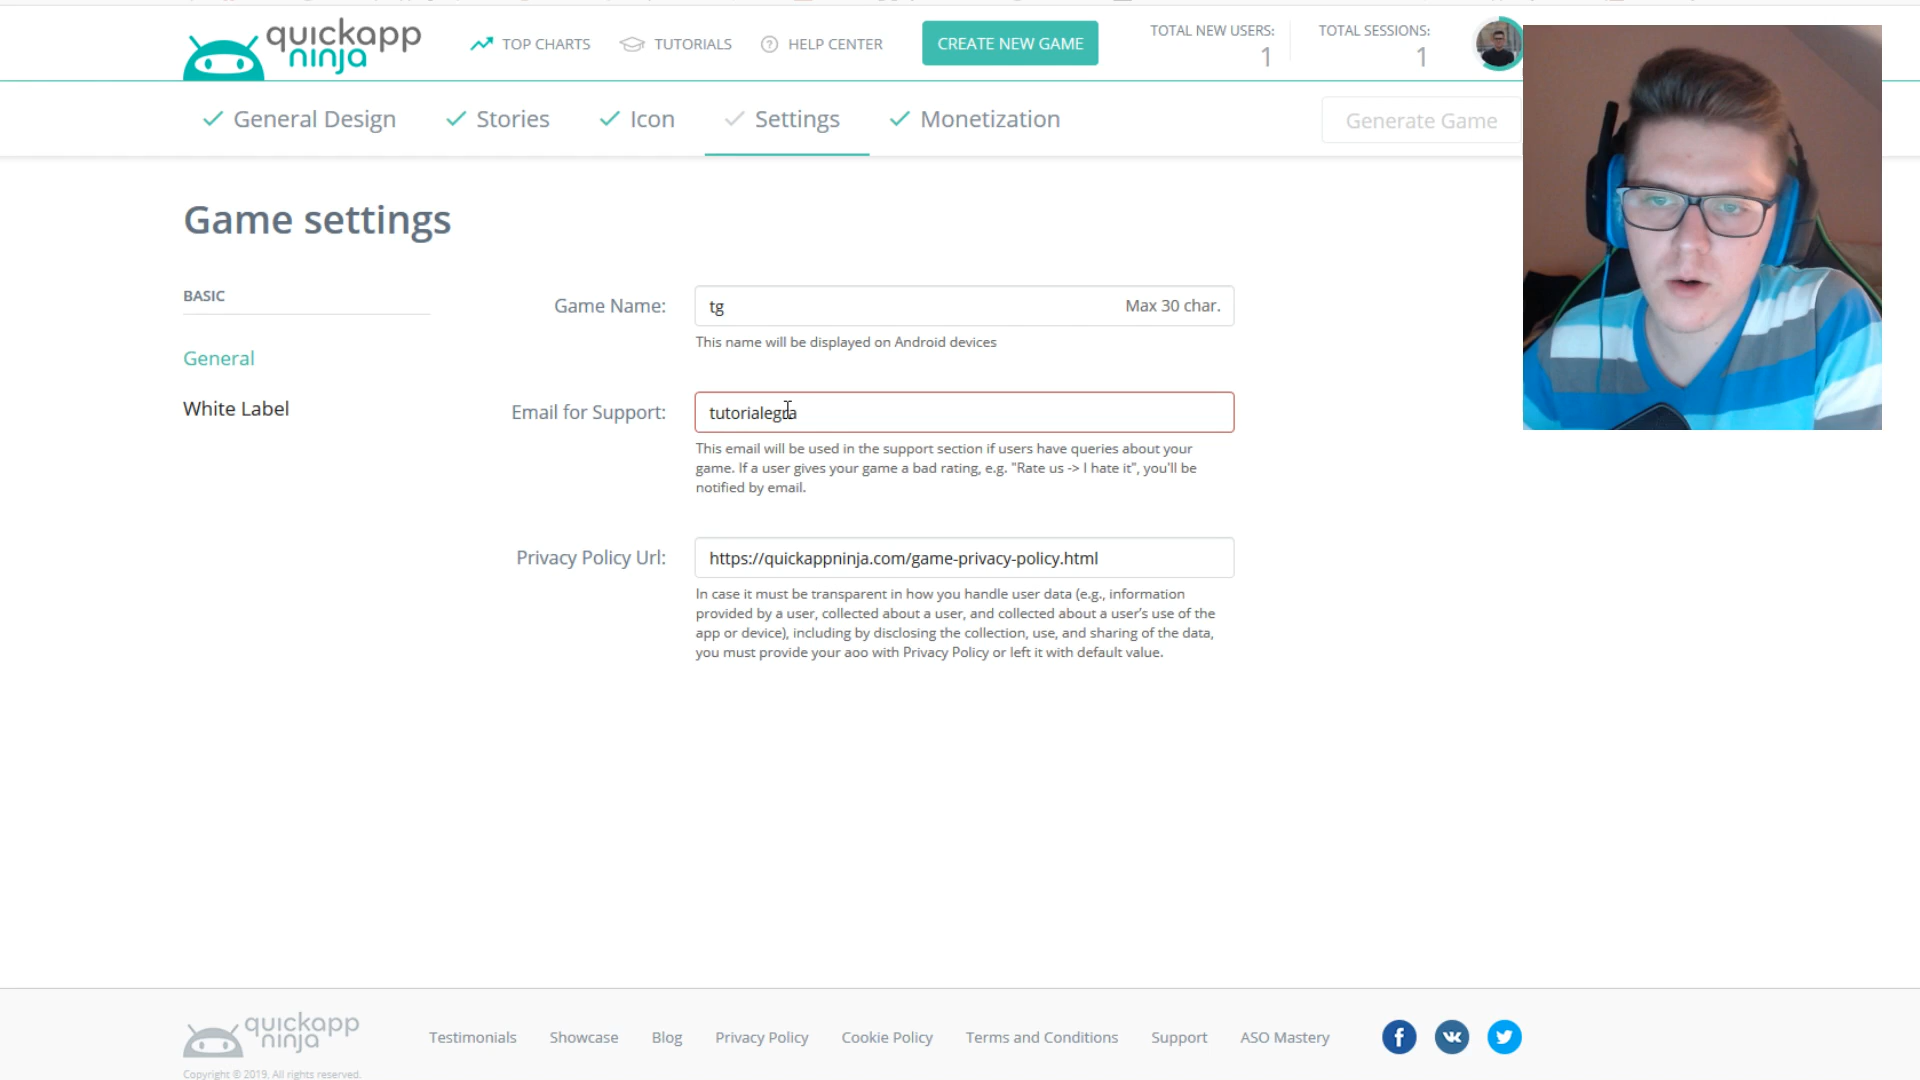 quickapp
ninja
TOP CHARTS
TUTORIALS
HELP CENTER
CREATE NEW GAME
TOTAL NEW USERS:
1
TOTAL SESSIONS:
1
General Design
Stories
Icon
Settings
Monetization
Generate Game
Game settings
BASIC
General
White Label
Game Name:
tg
Max 30 char.
This name will be displayed on Android devices
Email for Support:
tutorialegra
This email will be used in the support section if users have queries about your
game. If a user gives your game a bad rating, e.g. "Rate us -> I hate it", you'll be
notified by email.
Privacy Policy Url:
https://quickappninja.com/game-privacy-policy.html
In case it must be transparent in how you handle user data (e.g., information
provided by a user, collected about a user, and collected about a user's use of the
app or device), including by disclosing the collection, use, and sharing of the data,
you must provide your aoo with Privacy Policy or left it with default value.
quickapp
ninja
Testimonials
Showcase
Blog
Privacy Policy
Cookie Policy
Terms and Conditions
Support
ASO Mastery
Copyright © 2019. All rights reserved.